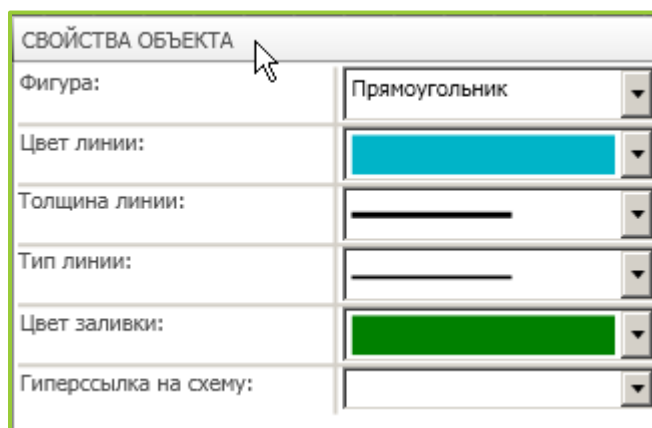 СВОЙСТВА ОБЪЕКТА
Фигура: Прямоугольник
Цвет линии:
Толщина линии:
Тип линии:
Цвет заливки:
Гиперссылка на схему: